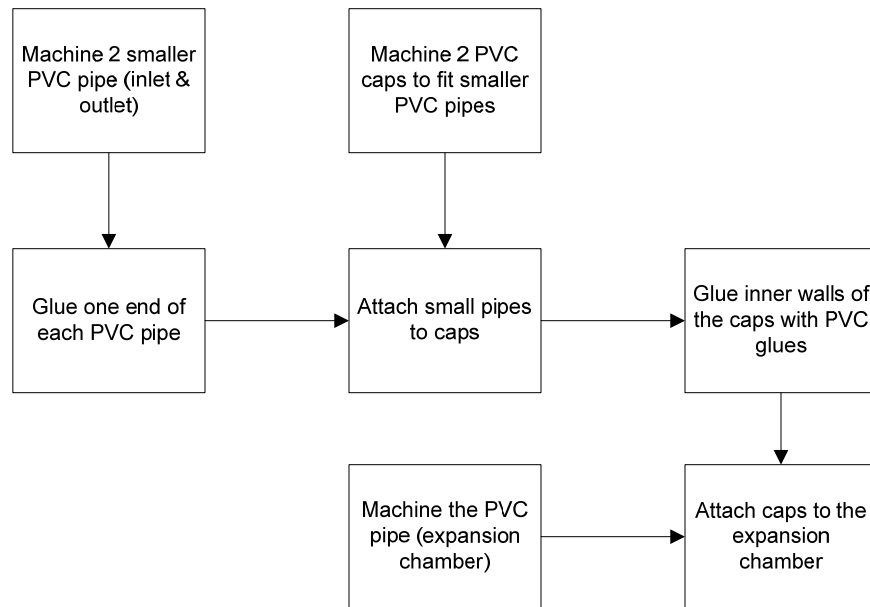 Machine 2 smaller
PVC pipe (inlet &
outlet)
Machine 2 PVC
caps to fit smaller
PVC pipes
Glue one end of
each PVC pipe
Attach small pipes
to caps
Glue inner walls of
the caps with PVC
glues
Machine the PVC
pipe (expansion
chamber)
Attach caps to the
expansion
chamber